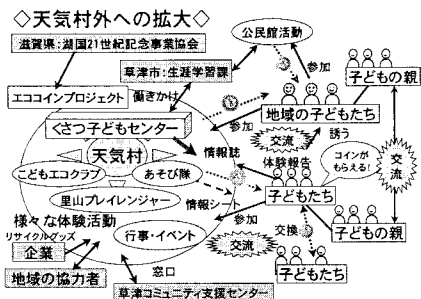 ◇天気村外への拡大◇
滋賀県:湖国21世紀記念事業協会
公民館活動
草津市:生涯学習課
参加
子どもの親
エココインプロジェクト
働きかけ
くさつ子どもセンター
地域の子どもたち
参加
誘う
天気村
交流
情報誌
体験報告
コインが
もらえる!
交流
こどもエコクラブ
あそび隊
子どもたち
里山プレイレンジャー
情報シート
参加
様々な体験活動
交換
子どもの親
リサイクルグッズ
行事・イベント
交流
企業
窓口
子どもたち
地域の協力者
草津コミュニティ支援センター